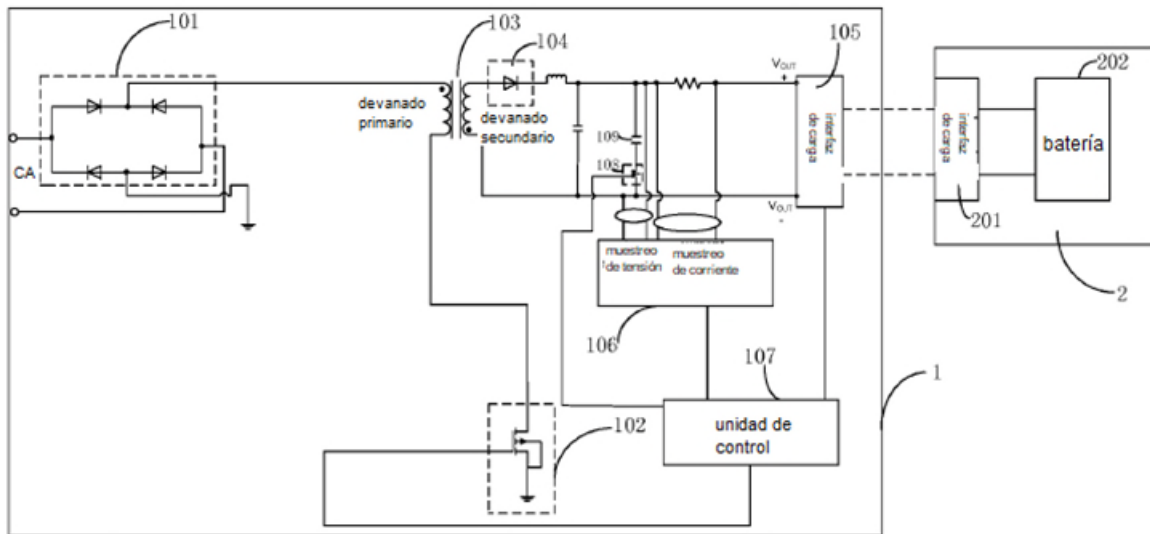 101
103
104
105
202
V_OUT
+
devanado
primario
devanado
secundario
109
108
interfaz
de carga
interfaz
de carga
batería
CA
V_OUT
-
201
muestreo
de tensión
muestreo
de corriente
2
106
107
1
unidad de
control
102